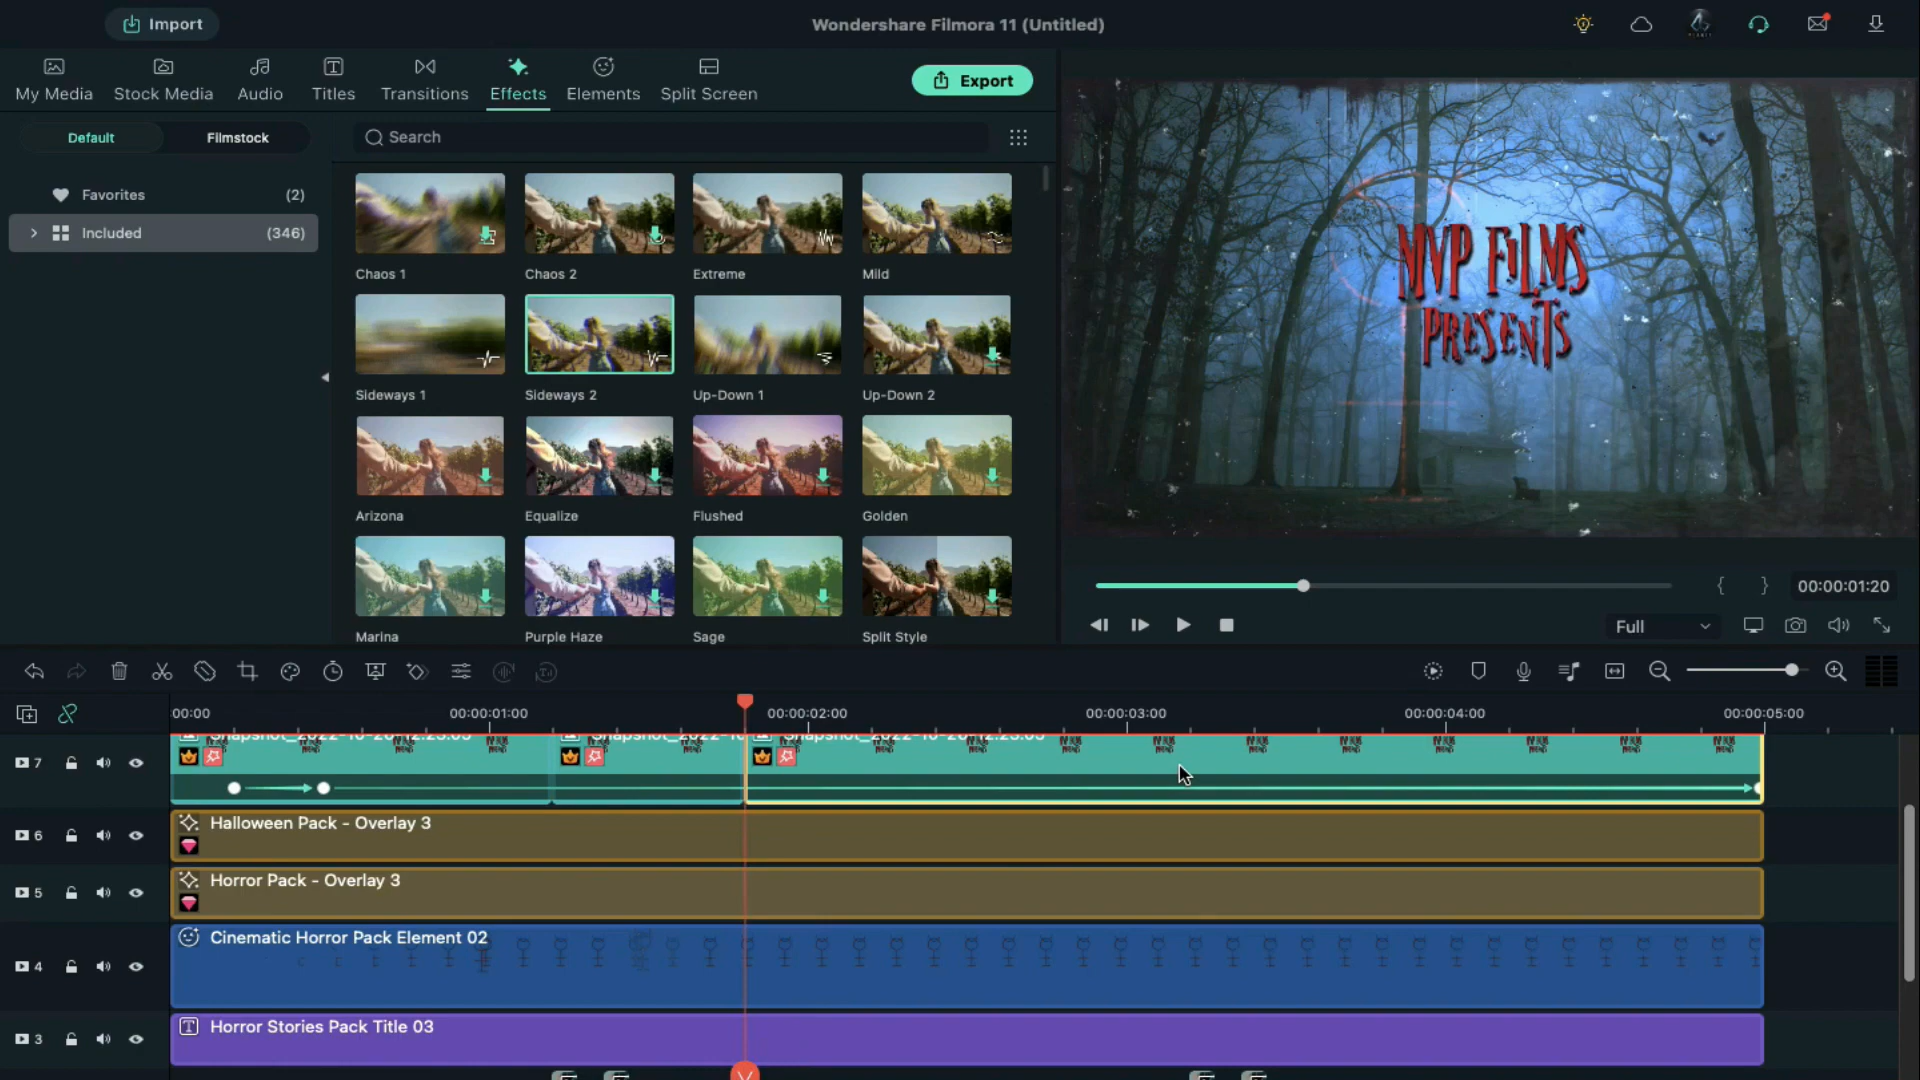 Import
Wondershare Filmora 11 (Untitled)
My Media
Stock Media
Audio
Titles
Transitions
Effects
Elements
Split Screen
Export
Default
Filmstock
Search
Favorites (2)
Included (346)
Chaos 1
Chaos 2
Extreme
Mild
Sideways 1
Sideways 2
Up-Down 1
Up-Down 2
Arizona
Equalize
Flushed
Golden
Marina
Purple Haze
Sage
Split Style
MVP FILMS
PRESENTS
00:00:01:20
Full
:00:00
00:00:01:00
00:00:02:00
00:00:03:00
00:00:04:00
00:00:05:00
7
6
Halloween Pack - Overlay 3
5
Horror Pack - Overlay 3
4
Cinematic Horror Pack Element 02
3
Horror Stories Pack Title 03